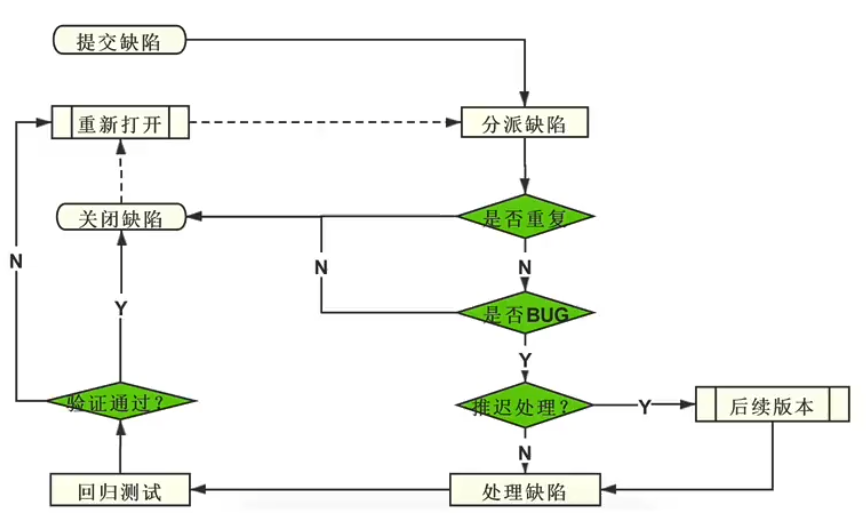 提交缺陷
重新打开
分派缺陷
关闭缺陷
是否重复
N
N
N
是否BUG
Y
Y
验证通过？
推迟处理？
Y
后续版本
N
回归测试
处理缺陷